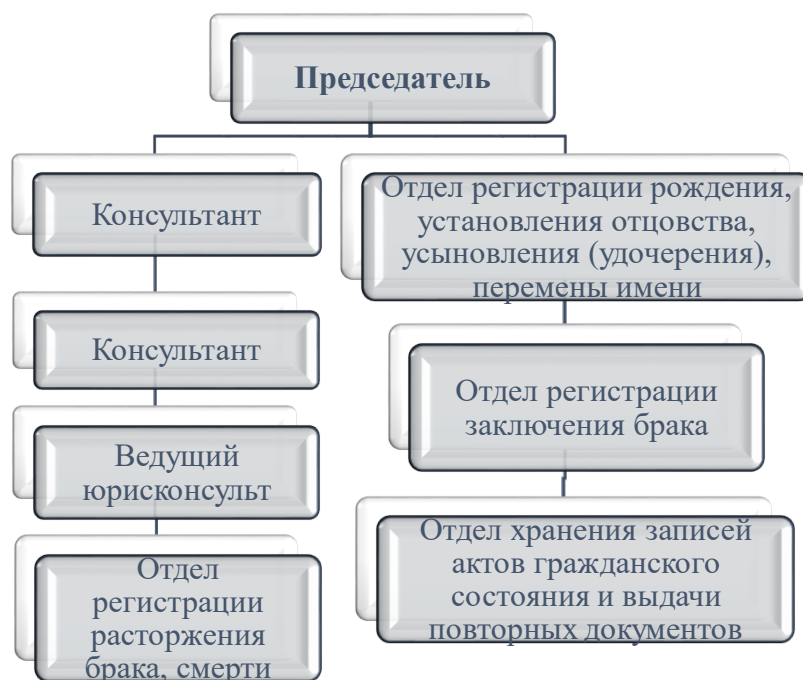 Председатель
Консультант
Консультант
Ведущий
юрисконсульт
Отдел
регистрации
расторжения
брака, смерти
Отдел регистрации рождения,
установления отцовства,
усыновления (удочерения),
перемены имени
Отдел регистрации
заключения брака
Отдел хранения записей
актов гражданского
состояния и выдачи
повторных документов